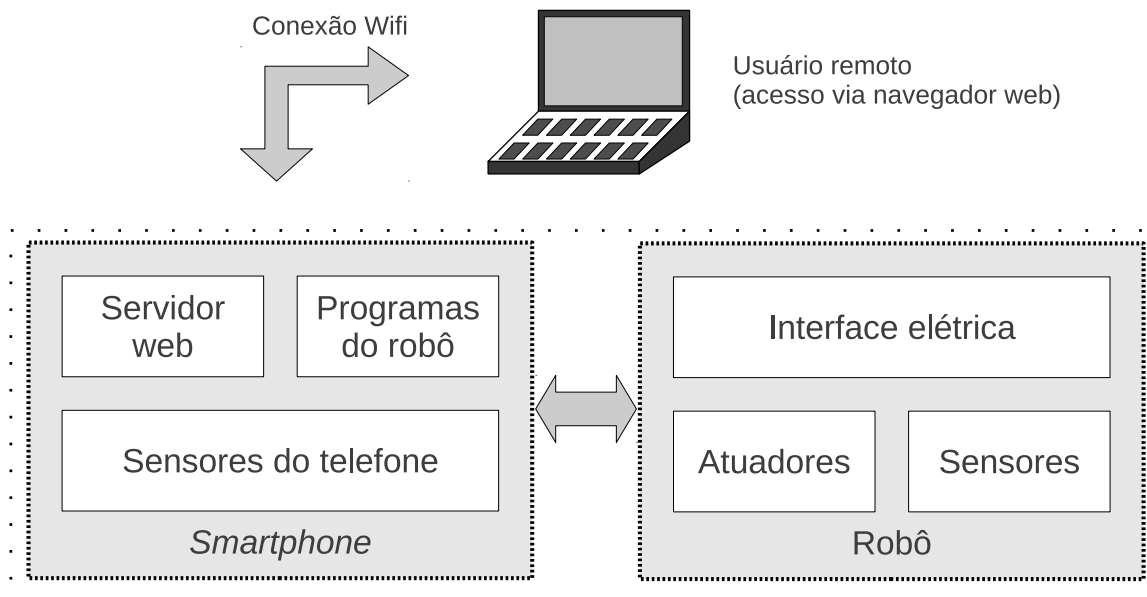 Conexão Wifi
Usuário remoto
(acesso via navegador web)
Servidor
web
Programas
do robô
Sensores do telefone
Smartphone
Interface elétrica
Atuadores
Sensores
Robô